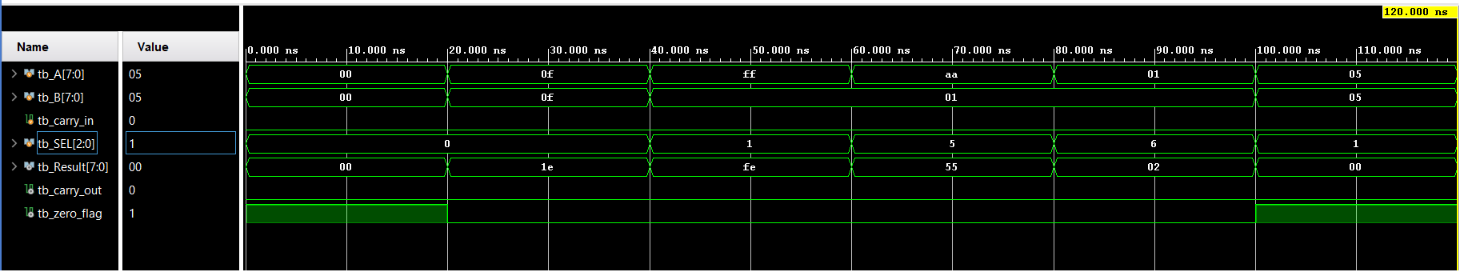 120.000 ns
Name Value
0.000 ns 10.000 ns 20.000 ns 30.000 ns 40.000 ns 50.000 ns 60.000 ns 70.000 ns 80.000 ns 90.000 ns 100.000 ns 110.000 ns
tb_A[7:0] 05 00 0f ff aa 01 05
tb_B[7:0] 05 00 0f 01 05
tb_carry_in 0
tb_SEL[2:0] 1 0 1 5 6 1
tb_Result[7:0] 00 00 1e fe 55 02 00
tb_carry_out 0
tb_zero_flag 1